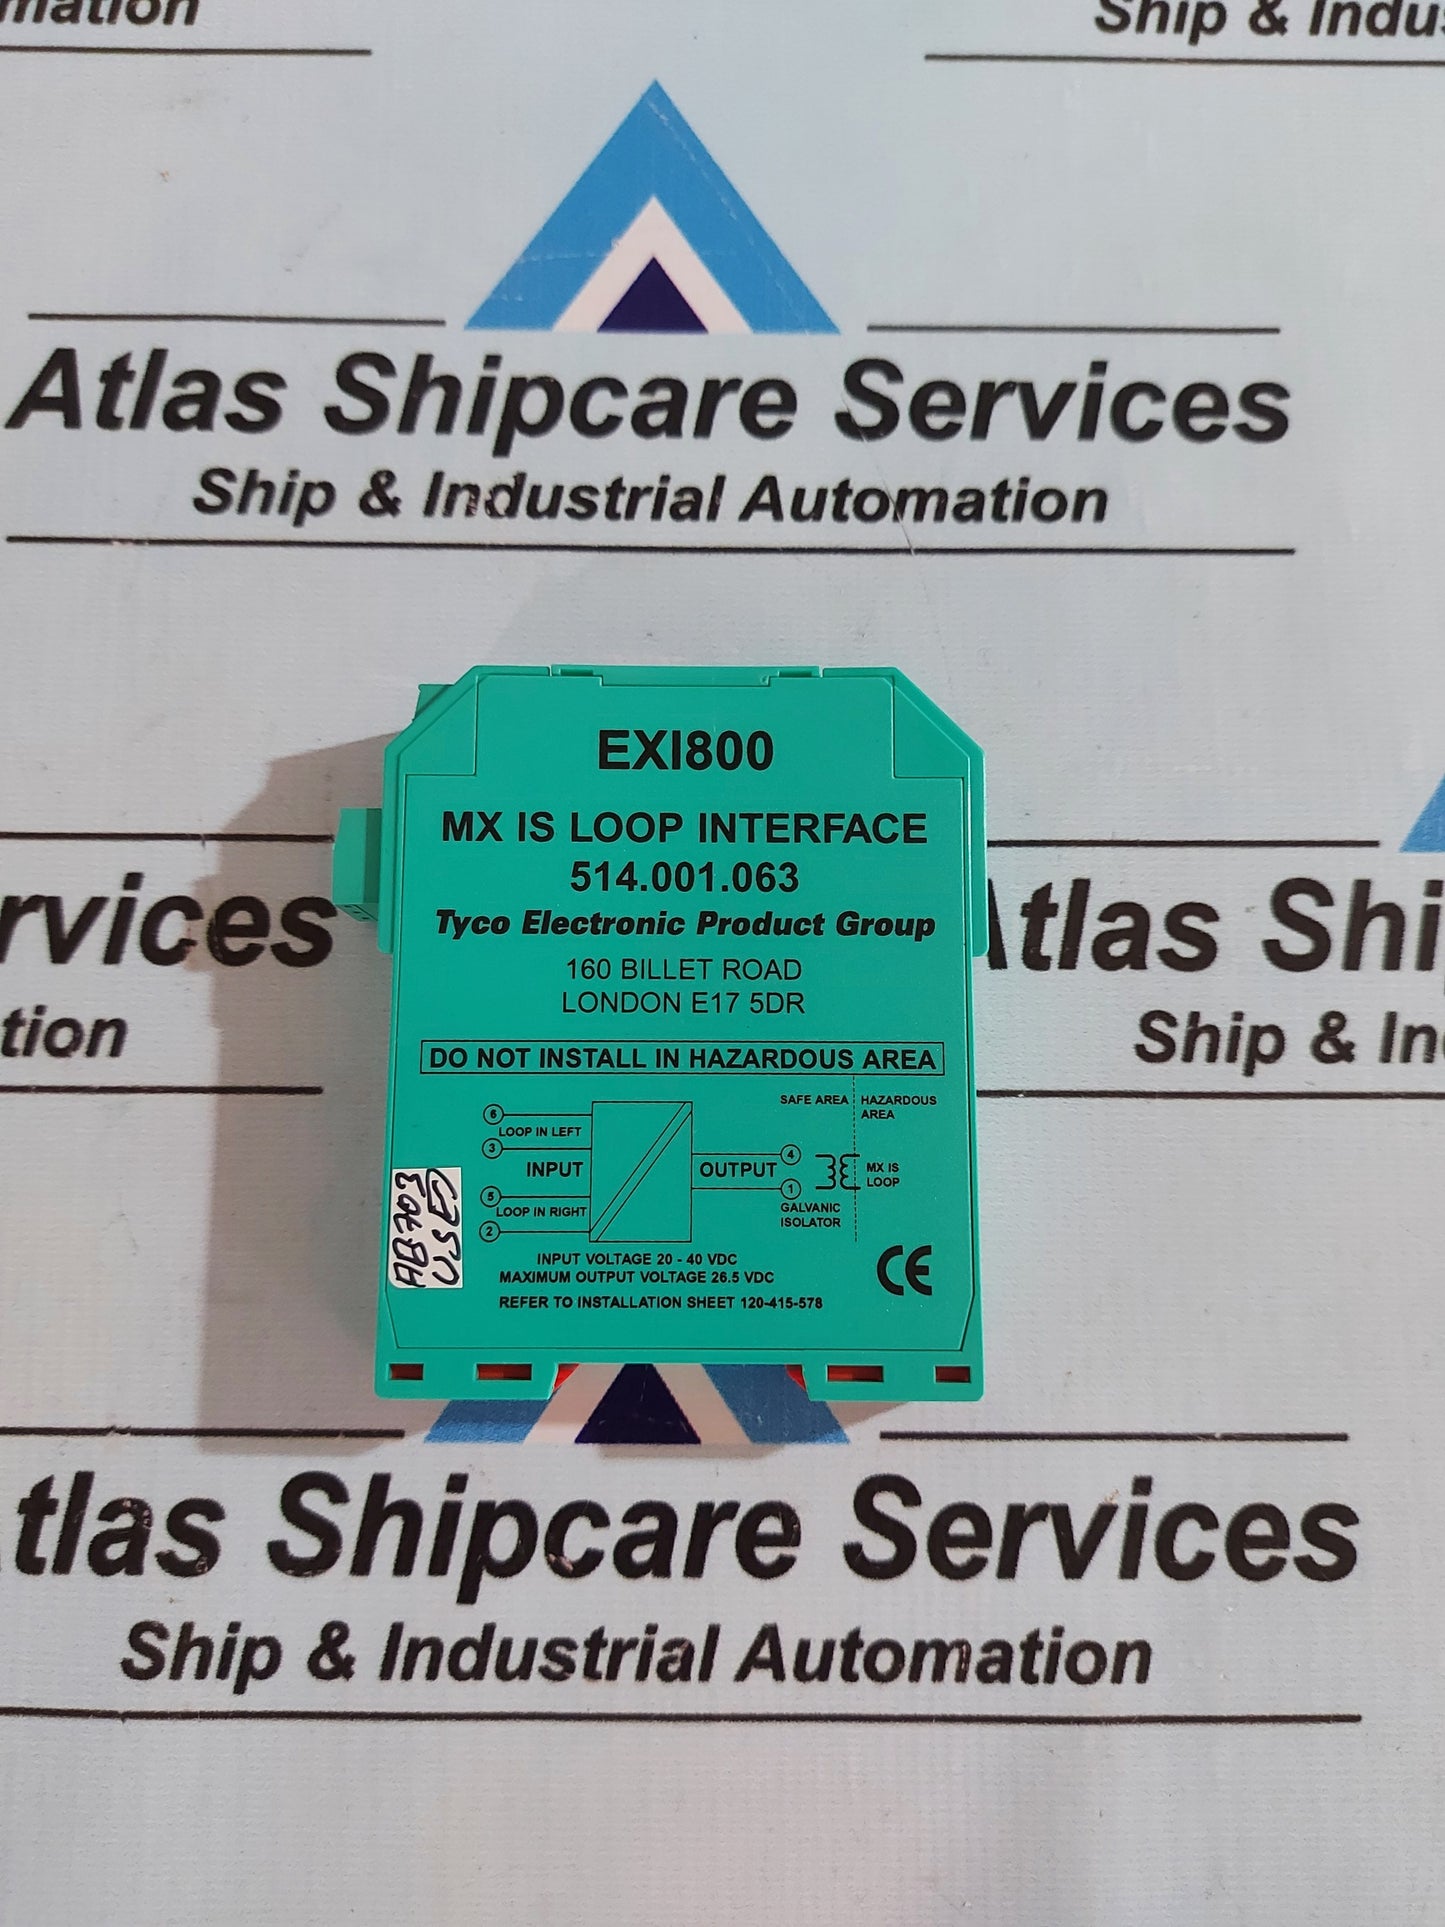 mation
Ship & Indus
Atlas Shipcare Services
Ship & Industrial Automation
EXI800
MX IS LOOP INTERFACE
514.001.063
Tyco Electronic Product Group
160 BILLET ROAD
LONDON E17 5DR
DO NOT INSTALL IN HAZARDOUS AREA
SAFE AREA HAZARDOUS
AREA
6
LOOP IN LEFT
3
INPUT
5
LOOP IN RIGHT
2
OUTPUT
4
1
MX IS
LOOP
GALVANIC
ISOLATOR
INPUT VOLTAGE 20 - 40 VDC
MAXIMUM OUTPUT VOLTAGE 26.5 VDC
REFER TO INSTALLATION SHEET 120-415-578
CE
AB703
USED
rvices
tion
tlas Shi
Ship & In
tlas Shipcare Services
Ship & Industrial Automation